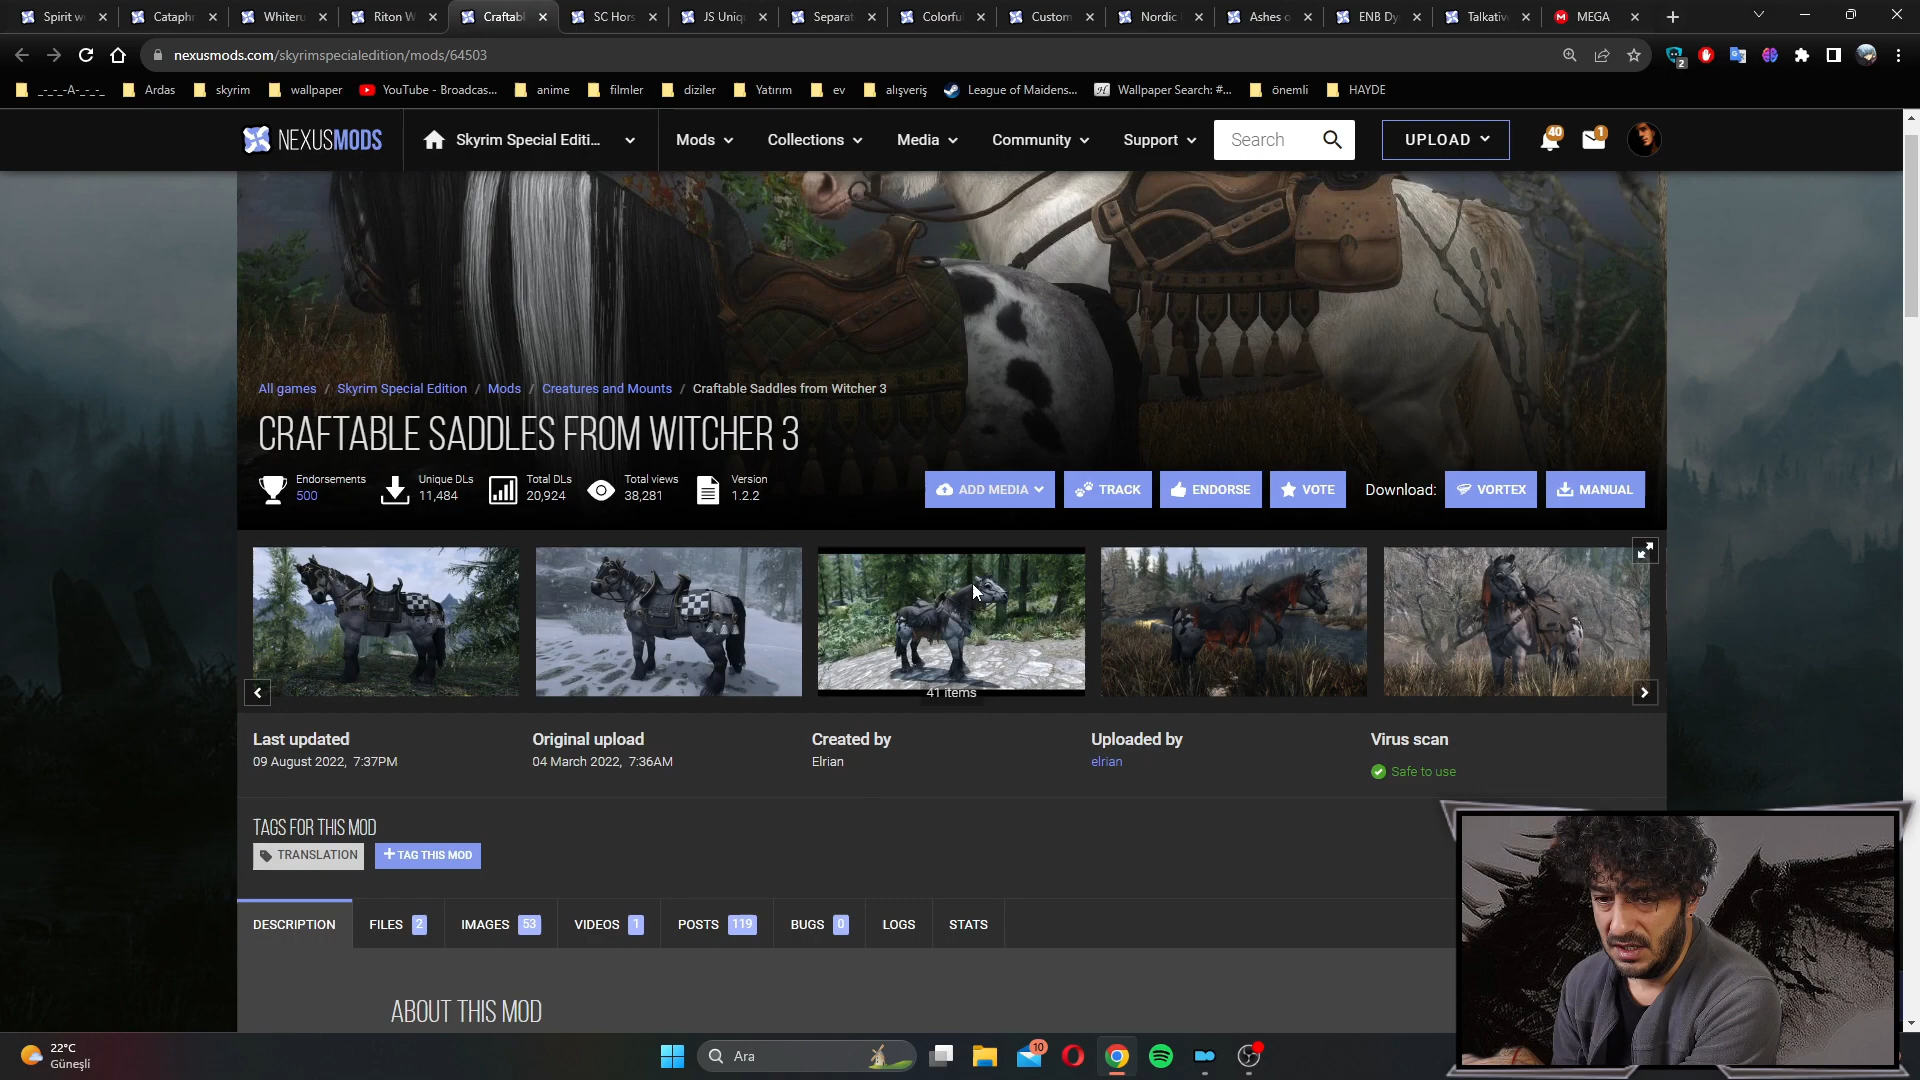 Spirit w
Cataphr
Whiteru
Riton W
Craftabl
SC Hors
JS Uniq
Separat
Colorfu
Custom
Nordic
Ashes o
ENB Dy
Talkativ
MEGA
nexusmods.com/skyrimspecialedition/mods/64503
2
_-_-_-A-_-_-_
Ardas
skyrim
wallpaper
YouTube - Broadcas...
anime
filmler
diziler
Yatırım
ev
alışveriş
League of Maidens...
Wallpaper Search: #...
önemli
HAYDE
NEXUSMODS
Skyrim Special Editi...
Mods
Collections
Media
Community
Support
Search
UPLOAD
40
1
All games / Skyrim Special Edition / Mods / Creatures and Mounts / Craftable Saddles from Witcher 3
CRAFTABLE SADDLES FROM WITCHER 3
Endorsements
500
Unique DLs
11,484
Total DLs
20,924
Total views
38,281
Version
1.2.2
ADD MEDIA
TRACK
ENDORSE
VOTE
Download:
VORTEX
MANUAL
41 items
Last updated
09 August 2022, 7:37PM
Original upload
04 March 2022, 7:36AM
Created by
Elrian
Uploaded by
elrian
Virus scan
Safe to use
TAGS FOR THIS MOD
TRANSLATION
+ TAG THIS MOD
DESCRIPTION
FILES 2
IMAGES 53
VIDEOS 1
POSTS 119
BUGS 0
LOGS
STATS
ABOUT THIS MOD
22°C
Güneşli
Ara
10